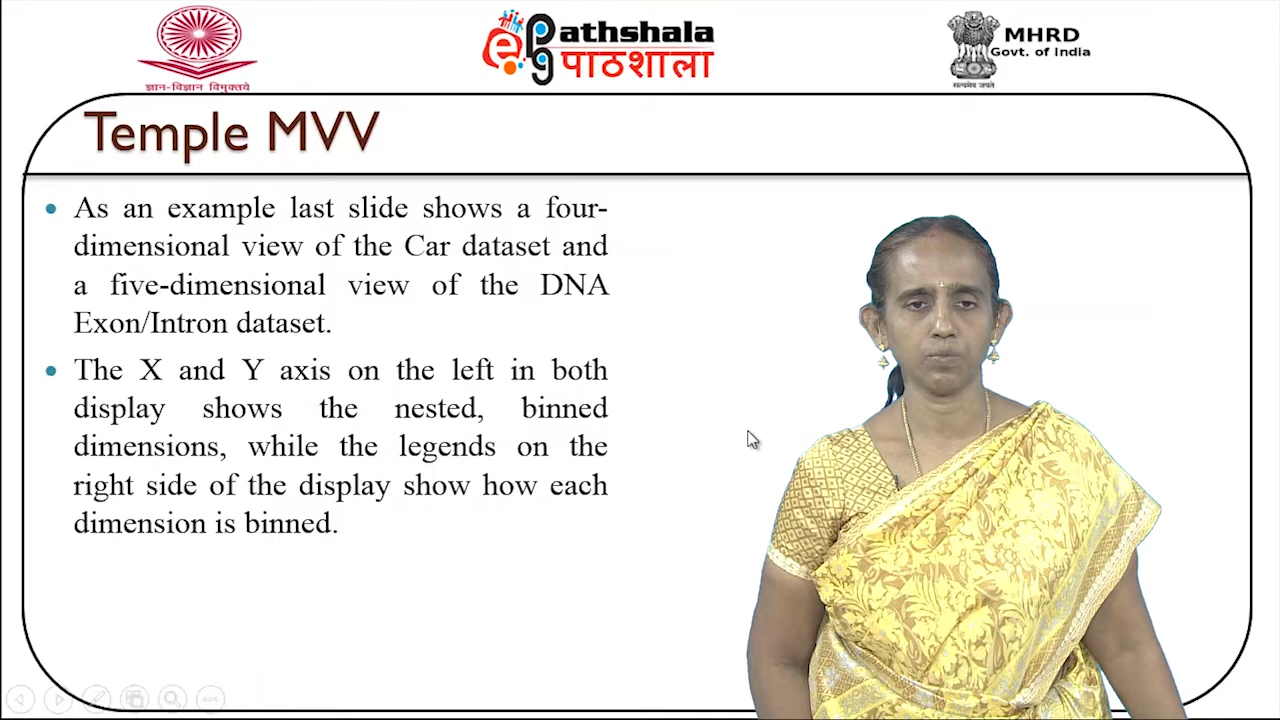 ज्ञान-विज्ञान विमुक्तये
ePG Pathshala
पाठशाला
MHRD
Govt. of India
सत्यमेव जयते
Temple MVV
• As an example last slide shows a four-
dimensional view of the Car dataset and
a five-dimensional view of the DNA
Exon/Intron dataset.
• The X and Y axis on the left in both
display shows the nested, binned
dimensions, while the legends on the
right side of the display show how each
dimension is binned.